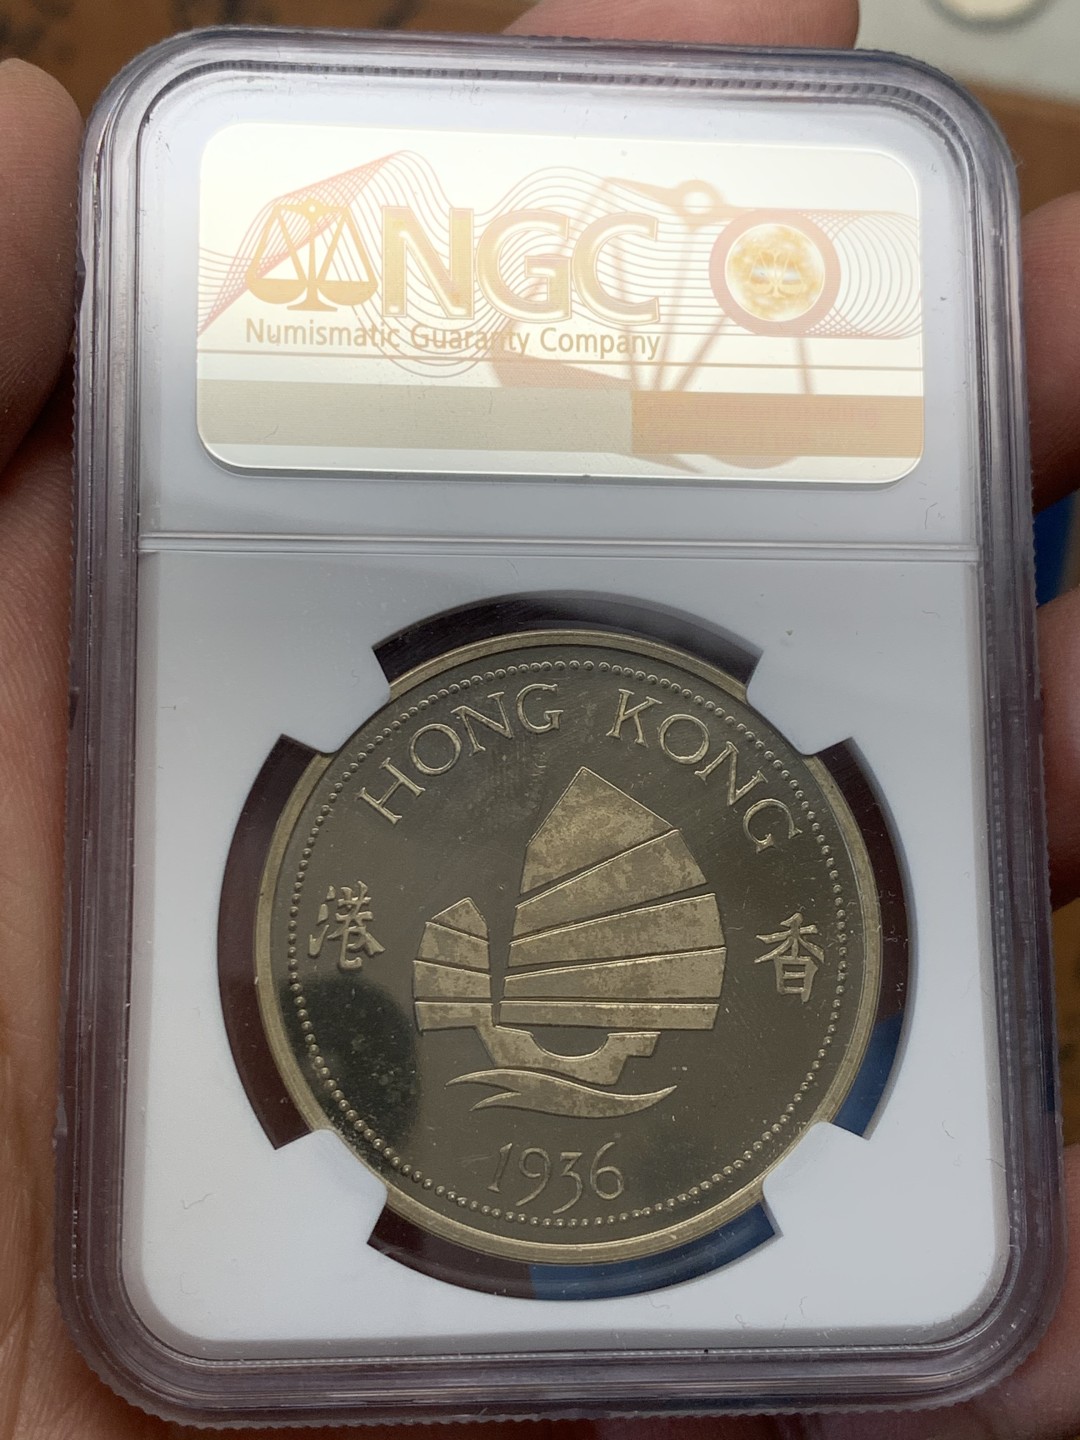 NGC
Numismatic Guaranty Company
HONG KONG
港 香
1936